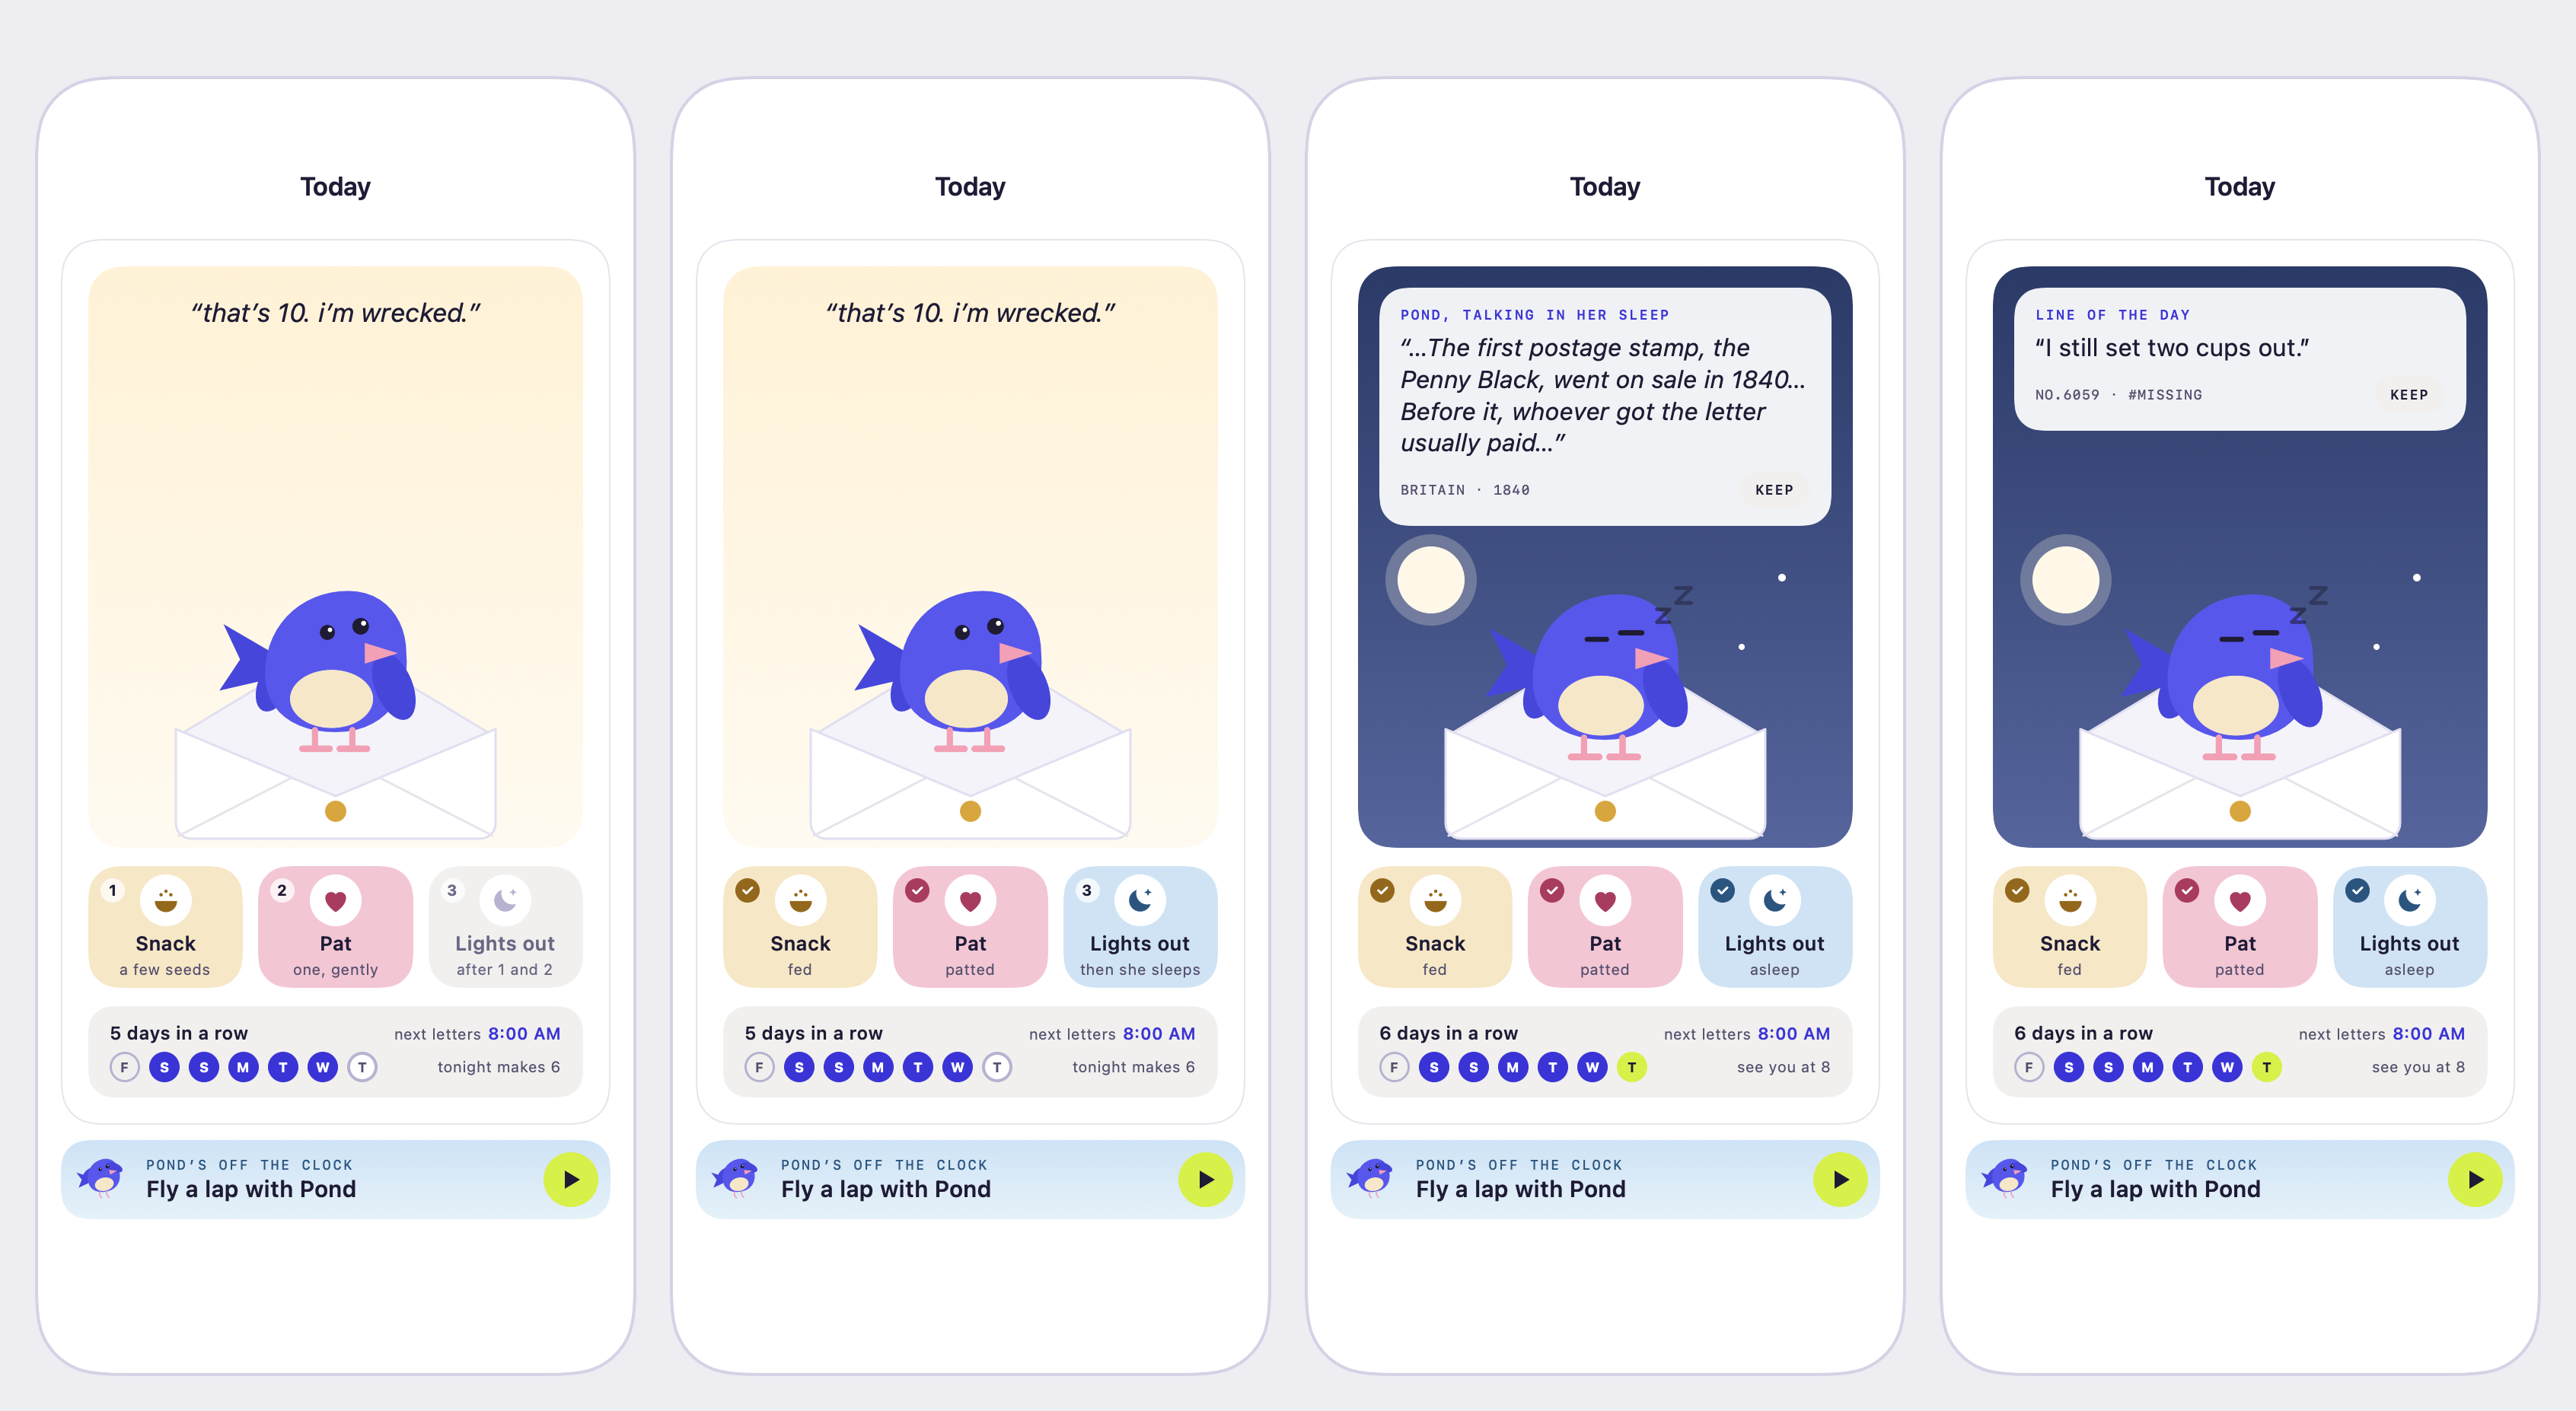 Today
“that’s 10. i’m wrecked.”
1
Snack
a few seeds
2
Pat
one, gently
3
Lights out
after 1 and 2
5 days in a row
next letters 8:00 AM
F S S M T W T
tonight makes 6
POND’S OFF THE CLOCK
Fly a lap with Pond
Today
“that’s 10. i’m wrecked.”
Snack
fed
Pat
patted
3
Lights out
then she sleeps
5 days in a row
next letters 8:00 AM
F S S M T W T
tonight makes 6
POND’S OFF THE CLOCK
Fly a lap with Pond
Today
POND, TALKING IN HER SLEEP
“…The first postage stamp, the
Penny Black, went on sale in 1840…
Before it, whoever got the letter
usually paid…”
BRITAIN · 1840
KEEP
z Z
Snack
fed
Pat
patted
Lights out
asleep
6 days in a row
next letters 8:00 AM
F S S M T W T
see you at 8
POND’S OFF THE CLOCK
Fly a lap with Pond
Today
LINE OF THE DAY
“I still set two cups out.”
NO.6059 · #MISSING
KEEP
z Z
Snack
fed
Pat
patted
Lights out
asleep
6 days in a row
next letters 8:00 AM
F S S M T W T
see you at 8
POND’S OFF THE CLOCK
Fly a lap with Pond